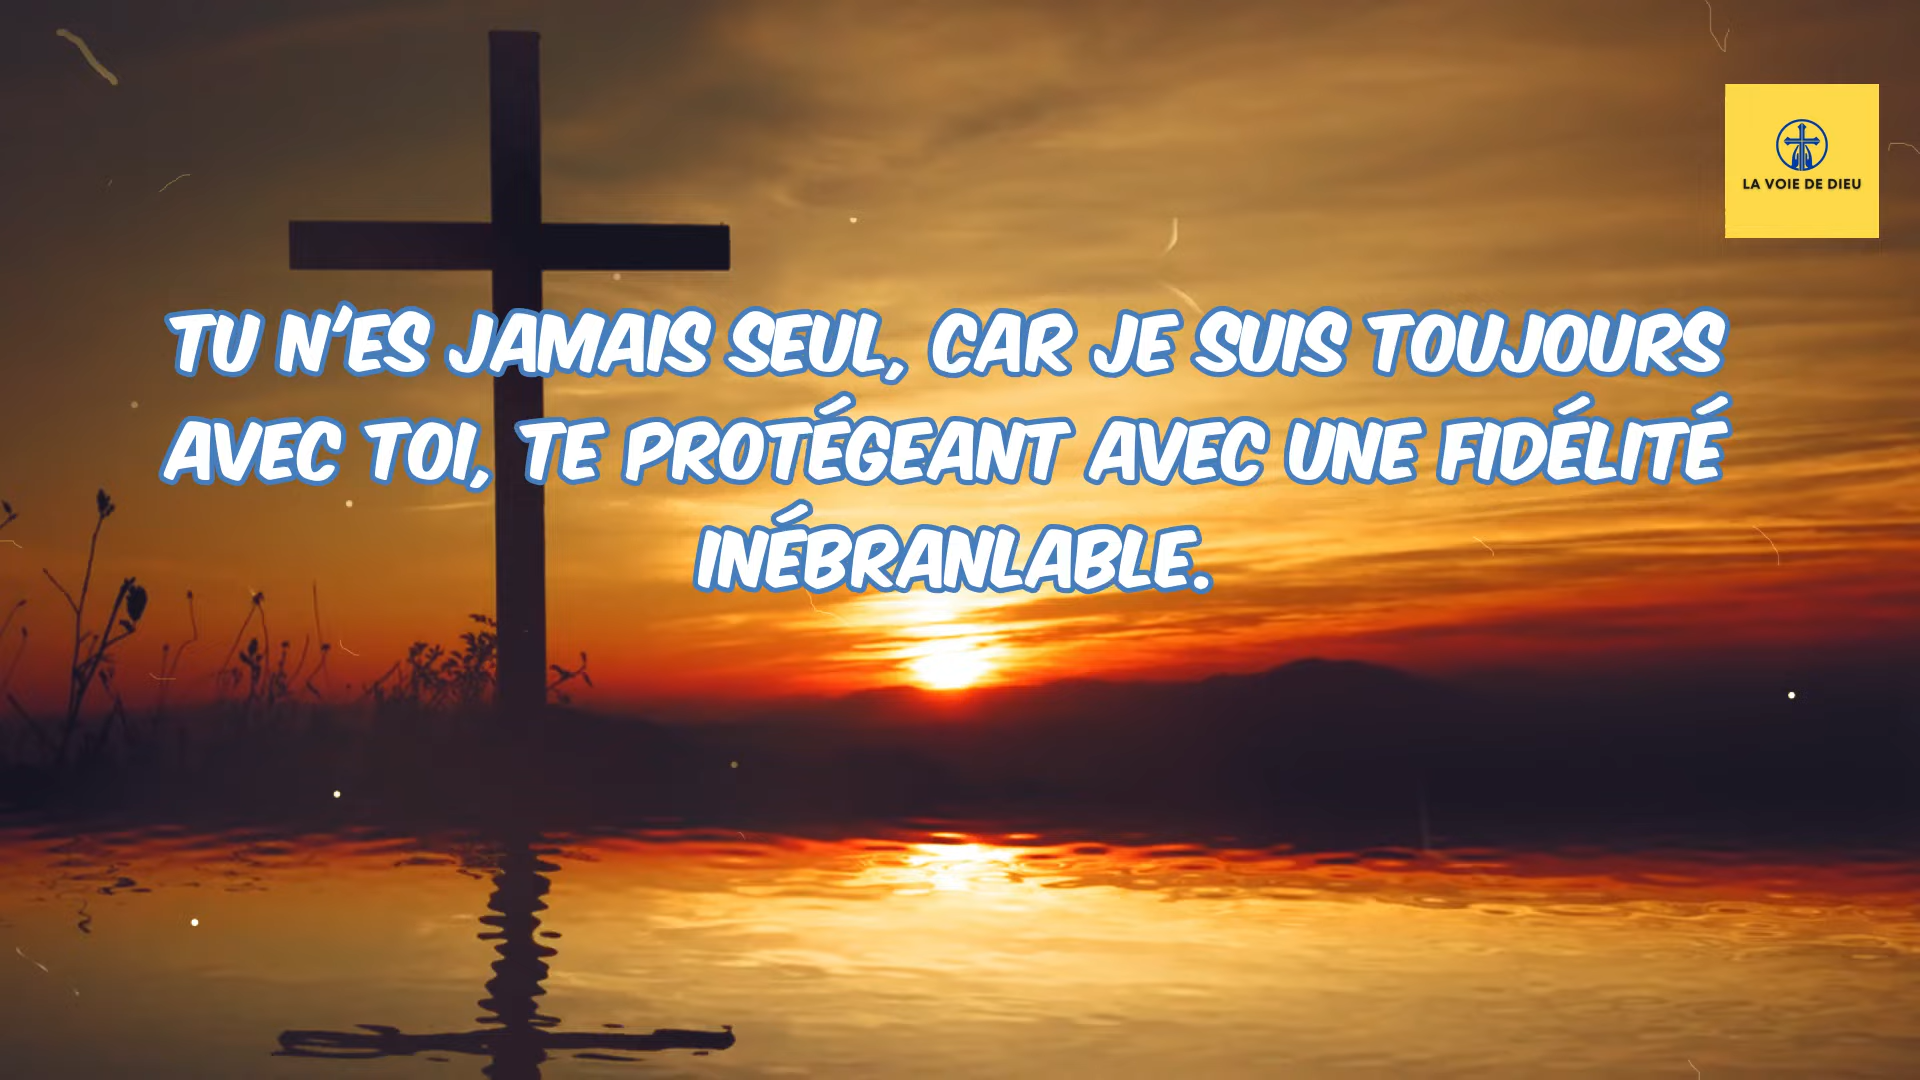 LA VOIE DE DIEU
TU N'ES JAMAIS SEUL, CAR JE SUIS TOUJOURS
AVEC TOI, TE PROTÉGEANT AVEC UNE FIDÉLITÉ
INÉBRANLABLE.